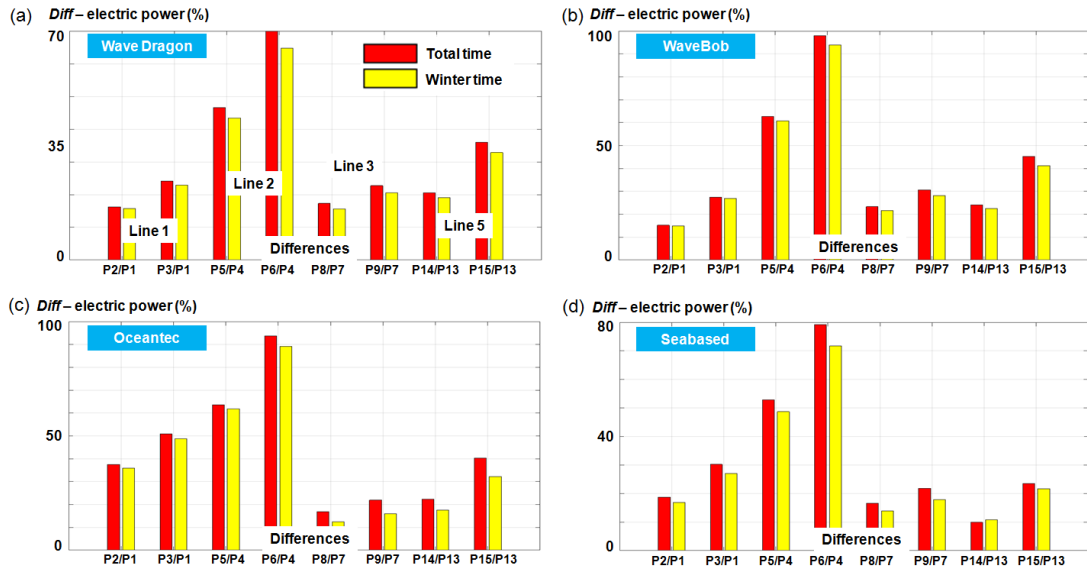 (a) Diff – electric power (%)
70
Wave Dragon
Total time
Winter time
35
Line 3
Line 2
Line 1
Line 5
0
Differences
P2/P1 P3/P1 P5/P4 P6/P4 P8/P7 P9/P7 P14/P13 P15/P13
(b) Diff – electric power (%)
100
WaveBob
50
0
Differences
P2/P1 P3/P1 P5/P4 P6/P4 P8/P7 P9/P7 P14/P13 P15/P13
(c) Diff – electric power (%)
100
Oceantec
50
0
Differences
P2/P1 P3/P1 P5/P4 P6/P4 P8/P7 P9/P7 P14/P13 P15/P13
(d) Diff – electric power (%)
80
Seabased
40
0
Differences
P2/P1 P3/P1 P5/P4 P6/P4 P8/P7 P9/P7 P14/P13 P15/P13